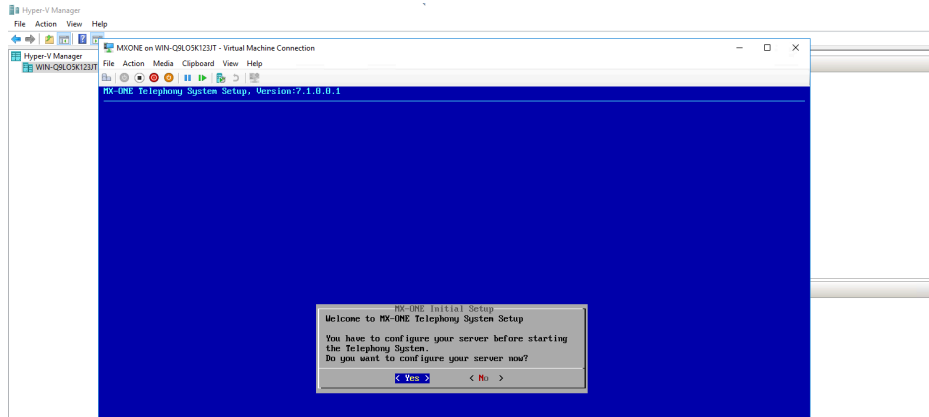 Hyper-V Manager
File Action View Help
Hyper-V Manager
WIN-Q9LO5K123JT
MXONE on WIN-Q9LO5K123JT - Virtual Machine Connection
File Action Media Clipboard View Help
MX-ONE Telephony System Setup, Version:7.1.0.0.1
MX-ONE Initial Setup
Welcome to MX-ONE Telephony System Setup
You have to configure your server before starting
the Telephony System.
Do you want to configure your server now?
< Yes > < No >